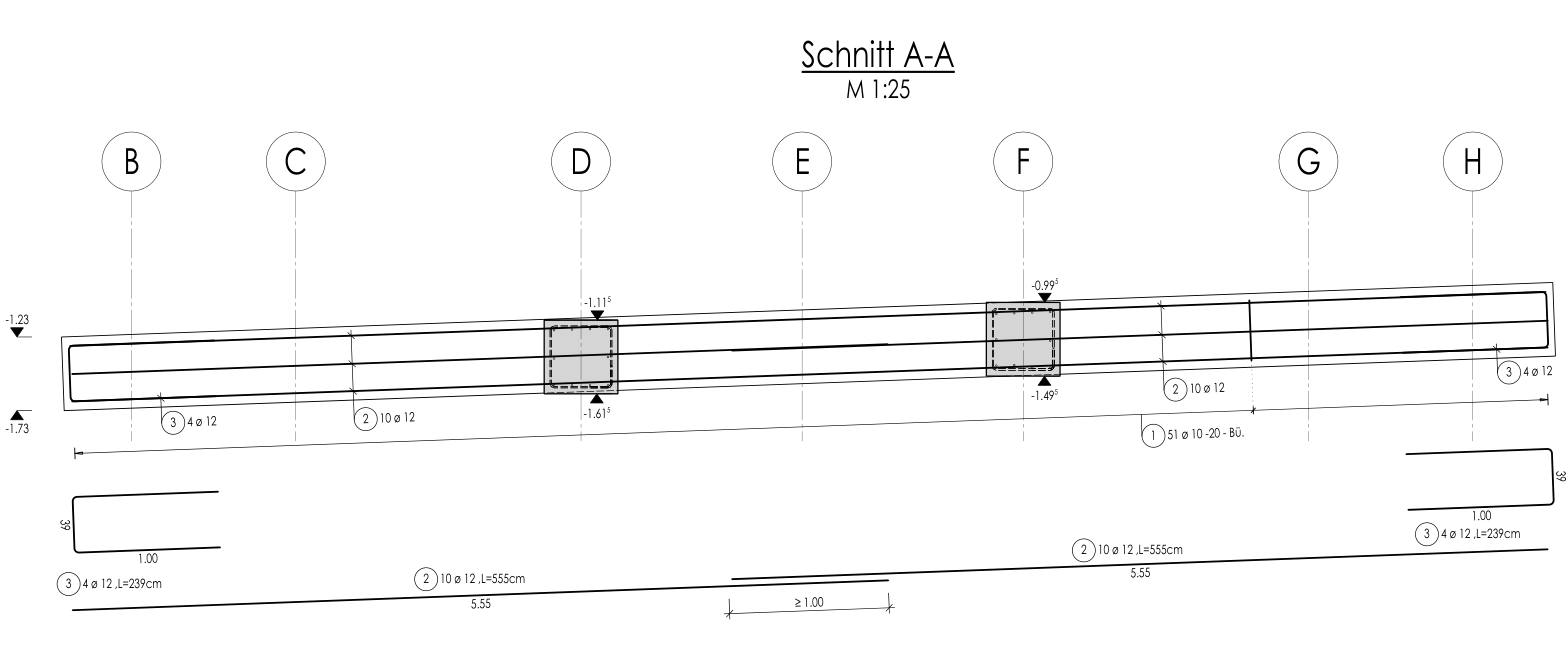 Schnitt A-A
M 1:25
B
C
D
E
F
G
H
-0.99⁵
-1.11⁵
-1.23
3 4 ø 12
2 10 ø 12
-1.49⁵
-1.61⁵
3 4 ø 12
2 10 ø 12
-1.73
1 51 ø 10 -20 - Bü.
39
1.00
39
1.00
3 4 ø 12 ,L=239cm
2 10 ø 12 ,L=555cm
5.55
3 4 ø 12 ,L=239cm
2 10 ø 12 ,L=555cm
5.55
≥ 1.00